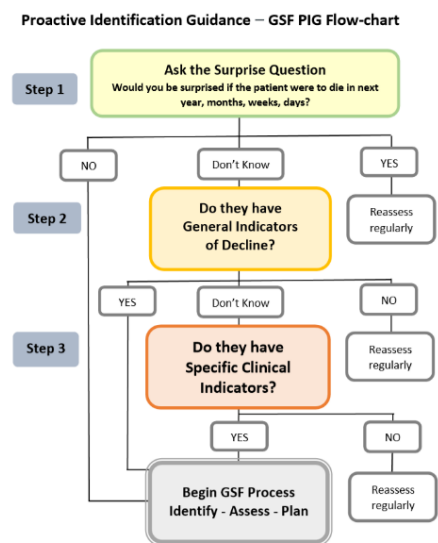 Proactive Identification Guidance – GSF PIG Flow-chart
Step 1
Ask the Surprise Question
Would you be surprised if the patient were to die in next
year, months, weeks, days?
NO
Don't Know
YES
Step 2
Do they have
General Indicators
of Decline?
Reassess
regularly
YES
Don't Know
NO
Step 3
Do they have
Specific Clinical
Indicators?
Reassess
regularly
YES
NO
Begin GSF Process
Identify - Assess - Plan
Reassess
regularly